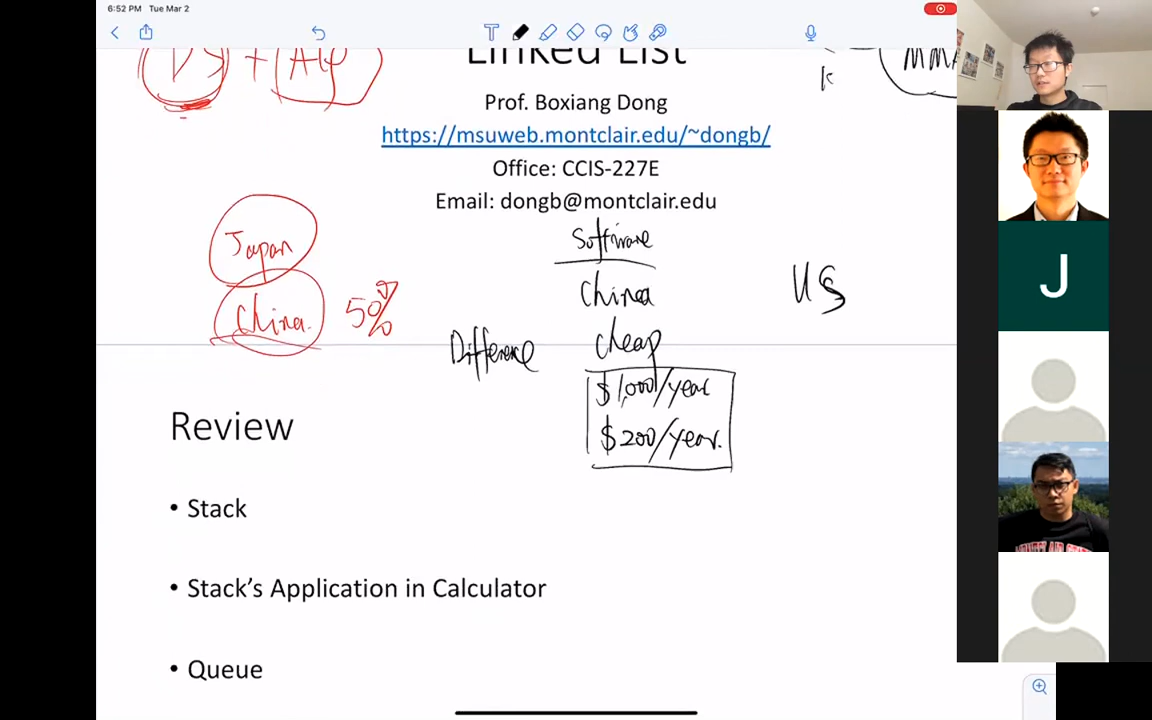 6:52 PM Tue Mar 2
DS + Alg
Linked List
Prof. Boxiang Dong
https://msuweb.montclair.edu/~dongb/
Office: CCIS-227E
Email: dongb@montclair.edu
Software
Japan
China
US
China. 50%
Difference
cheap
$1,000/year
$200/year.
Review
• Stack
• Stack's Application in Calculator
• Queue
J